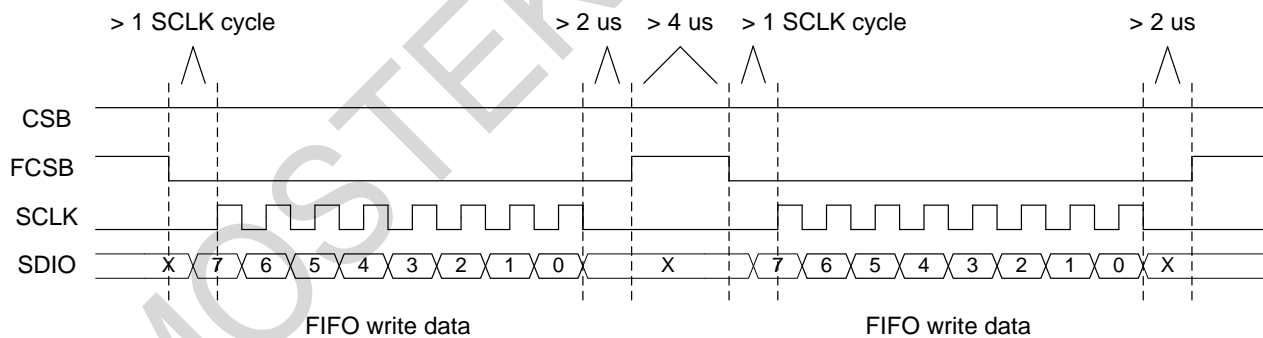 > 1 SCLK cycle > 2 us > 4 us > 1 SCLK cycle > 2 us
CSB
FCSB
SCLK
SDIO X 7 6 5 4 3 2 1 0 X 7 6 5 4 3 2 1 0 X
FIFO write data FIFO write data
MOSTEK